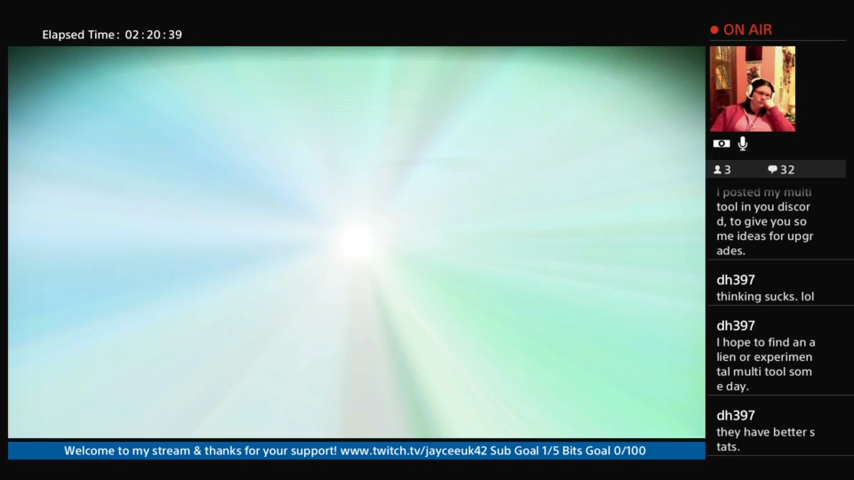 Elapsed Time: 02:20:39
ON AIR
3 32
I posted my multi
tool in you discor
d, to give you so
me ideas for upgr
ades.
dh397
thinking sucks. lol
dh397
I hope to find an a
lien or experimen
tal multi tool som
e day.
dh397
they have better s
tats.
Welcome to my stream & thanks for your support! www.twitch.tv/jayceeuk42 Sub Goal 1/5 Bits Goal 0/100